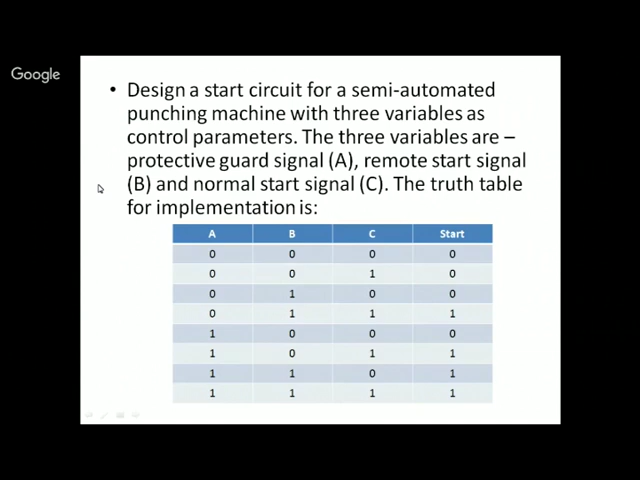 Google
• Design a start circuit for a semi-automated
punching machine with three variables as
control parameters. The three variables are –
protective guard signal (A), remote start signal
(B) and normal start signal (C). The truth table
for implementation is:
A B C Start
0 0 0 0
0 0 1 0
0 1 0 0
0 1 1 1
1 0 0 0
1 0 1 1
1 1 0 1
1 1 1 1